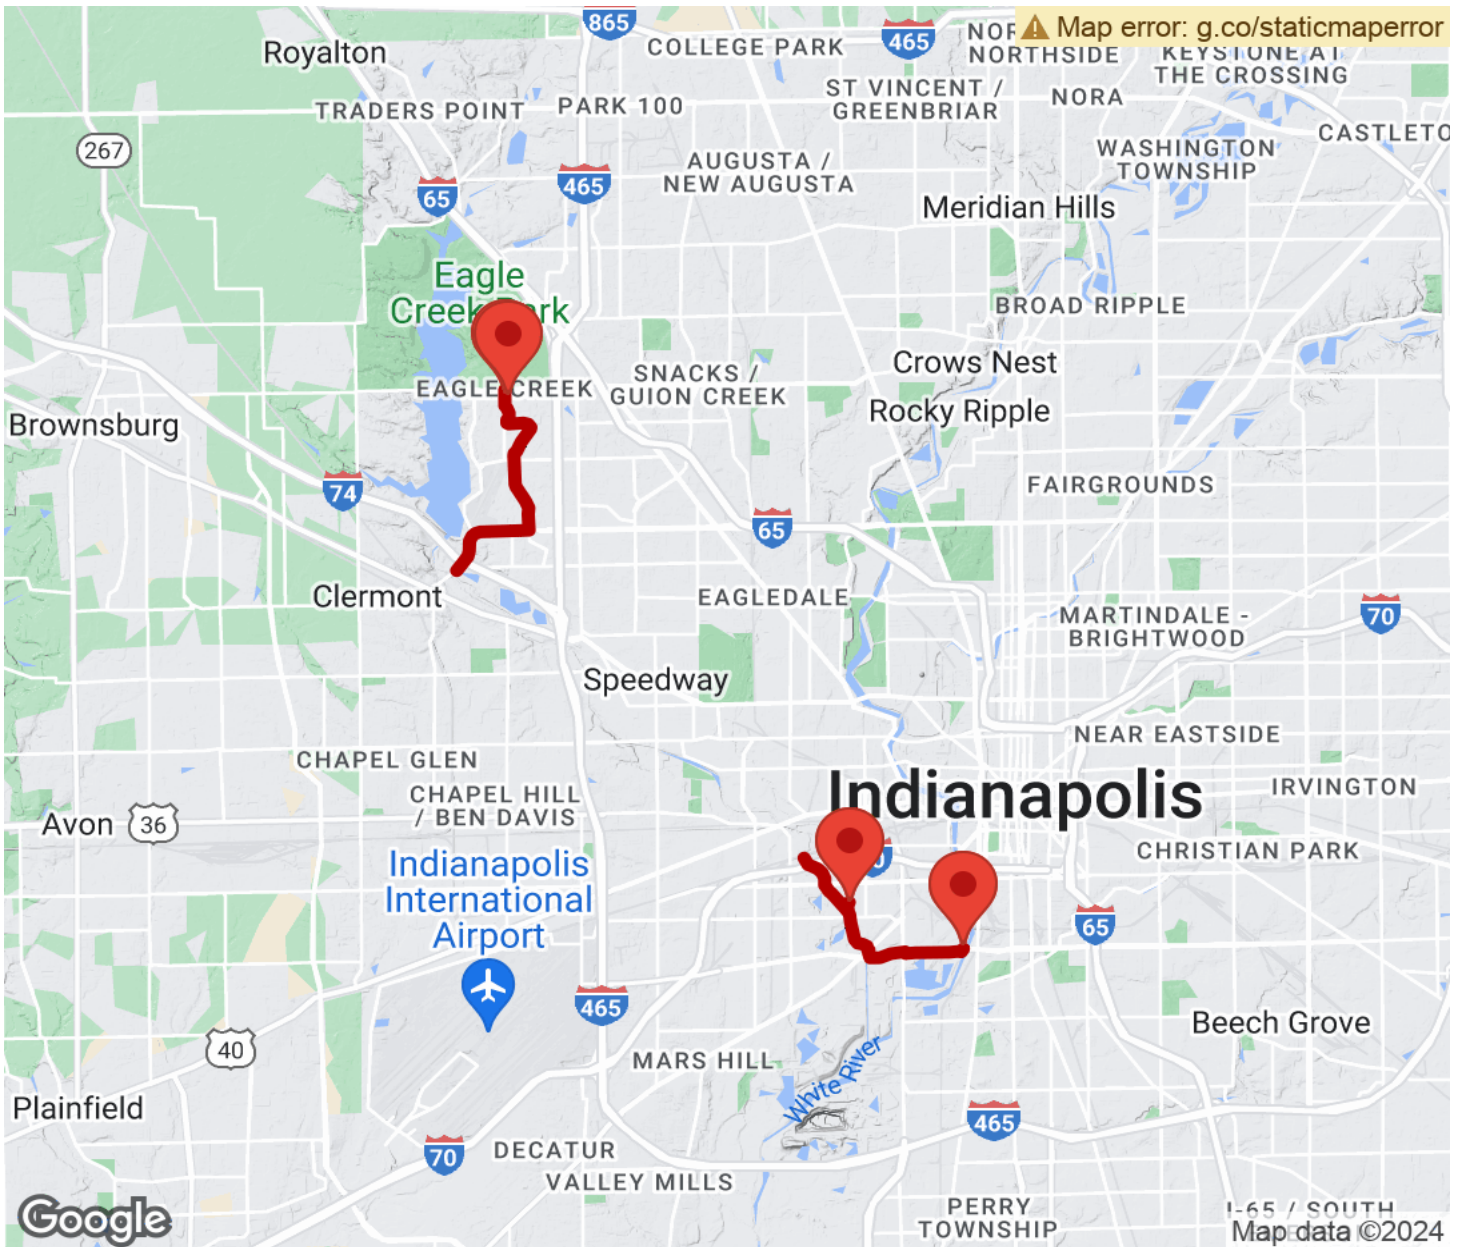 865
465
Royalton
COLLEGE PARK
Map error: g.co/staticmaperror
NORTHSIDE
KEYSTONE AT
THE CROSSING
TRADERS POINT
PARK 100
ST VINCENT /
GREENBRIAR
NORA
267
CASTLETO
WASHINGTON
TOWNSHIP
AUGUSTA /
NEW AUGUSTA
65
465
Meridian Hills
Eagle
Creek Park
BROAD RIPPLE
Crows Nest
SNACKS /
GUION CREEK
EAGLE CREEK
Rocky Ripple
Brownsburg
74
FAIRGROUNDS
65
Clermont
EAGLEDALE
MARTINDALE -
BRIGHTWOOD
70
Speedway
NEAR EASTSIDE
CHAPEL GLEN
Indianapolis
IRVINGTON
CHAPEL HILL
/ BEN DAVIS
Avon
36
CHRISTIAN PARK
Indianapolis
International
Airport
65
465
Beech Grove
40
MARS HILL
White River
Plainfield
465
70
DECATUR
VALLEY MILLS
PERRY
TOWNSHIP
I-65 / SOUTH
Google
Map data ©2024